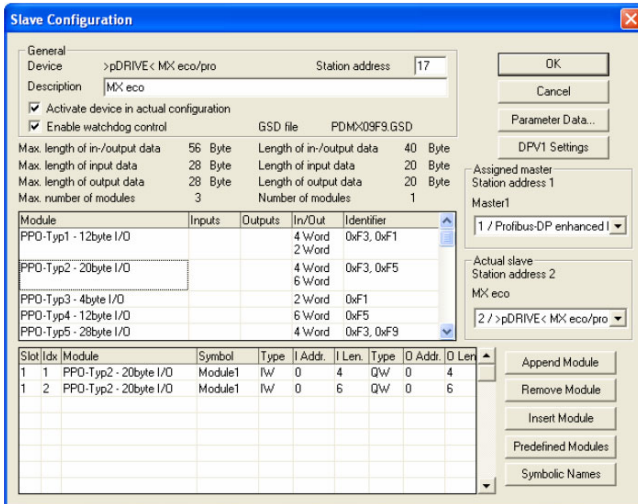 Slave Configuration
General
Device >pDRIVE< MX eco/pro Station address 17
Description MX eco
Activate device in actual configuration
Enable watchdog control GSD file PDMX09F9.GSD
OK
Cancel
Parameter Data...
DPV1 Settings
Max. length of in-/output data 56 Byte Length of in-/output data 40 Byte
Max. length of input data 28 Byte Length of input data 20 Byte
Max. length of output data 28 Byte Length of output data 20 Byte
Max. number of modules 3 Number of modules 1
Assigned master
Station address 1
Master1
1 / Profibus-DP enhanced
Module Inputs Outputs In/Out Identifier
PPO-Typ1 - 12byte I/O 4 Word 0xF3, 0xF1
2 Word
PPO-Typ2 - 20byte I/O 4 Word 0xF3, 0xF5
6 Word
PPO-Typ3 - 4byte I/O 2 Word 0xF1
PPO-Typ4 - 12byte I/O 6 Word 0xF5
PPO-Typ5 - 28byte I/O 4 Word 0xF3, 0xF9
Actual slave
Station address 2
MX eco
2 / >pDRIVE< MX eco/pro
Slot Idx Module Symbol Type I Addr. I Len. Type O Addr. O Len
1 1 PPO-Typ2 - 20byte I/O Module1 IW 0 4 QW 0 4
1 2 PPO-Typ2 - 20byte I/O Module1 IW 0 6 QW 0 6
Append Module
Remove Module
Insert Module
Predefined Modules
Symbolic Names